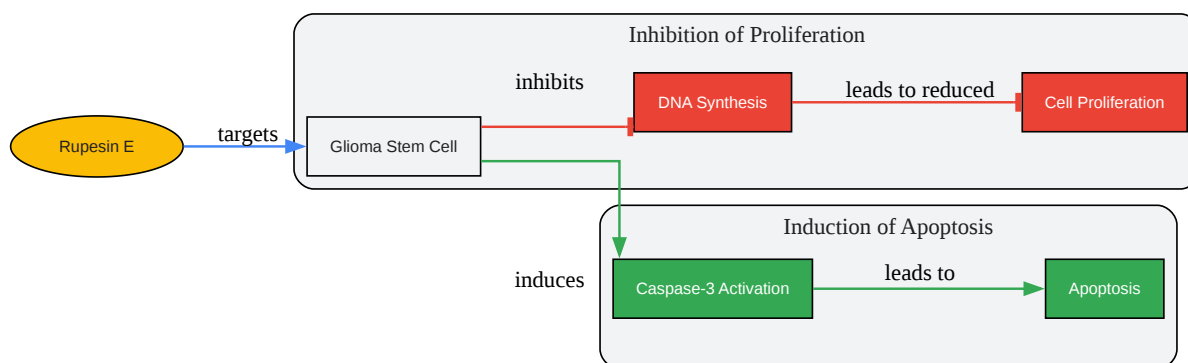 Inhibition of Proliferation
inhibits
DNA Synthesis
leads to reduced
Cell Proliferation
Rupesin E
targets
Glioma Stem Cell
Induction of Apoptosis
induces
Caspase-3 Activation
leads to
Apoptosis